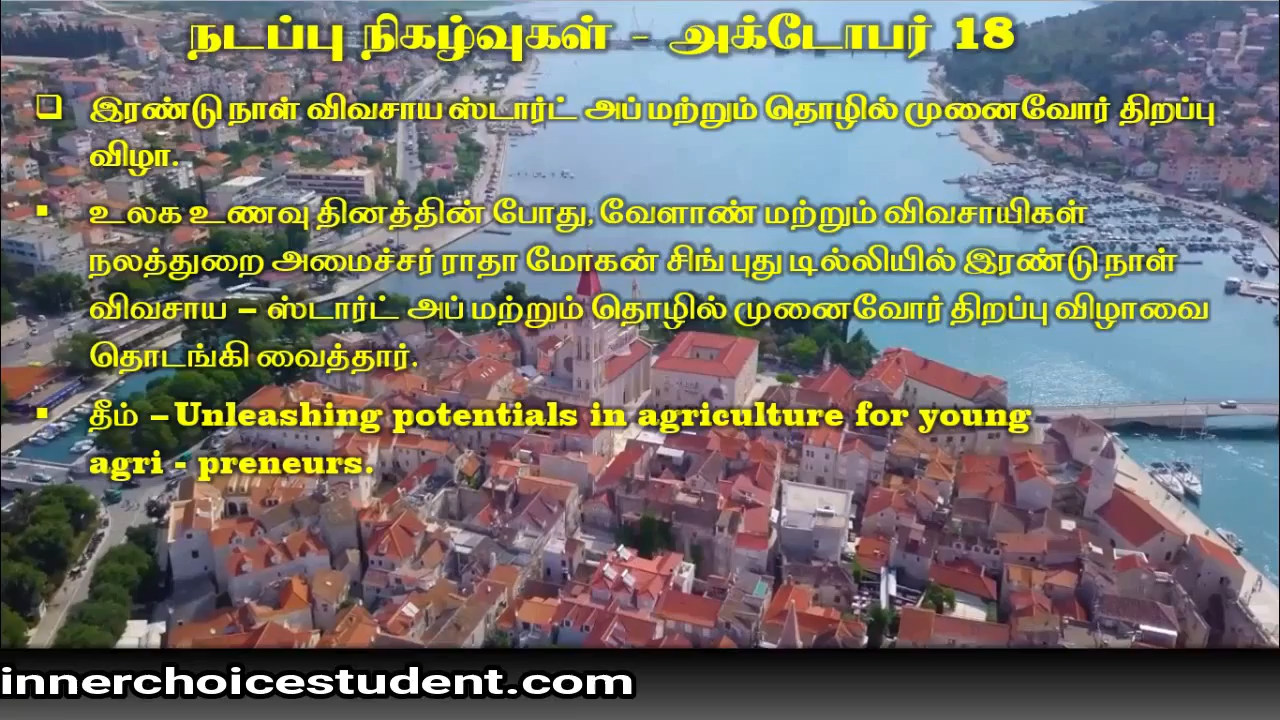 நடப்பு நிகழ்வுகள் - அக்டோபர் 18
❑ இரண்டு நாள் விவசாய ஸ்டார்ட் அப் மற்றும் தொழில் முனைவோர் திறப்பு
விழா.
▪ உலக உணவு தினத்தின் போது, வேளாண் மற்றும் விவசாயிகள்
நலத்துறை அமைச்சர் ராதா மோகன் சிங் புது டில்லியில் இரண்டு நாள்
விவசாய – ஸ்டார்ட் அப் மற்றும் தொழில் முனைவோர் திறப்பு விழாவை
தொடங்கி வைத்தார்.
▪ தீம் – Unleashing potentials in agriculture for young
agri - preneurs.
innerchoicestudent.com